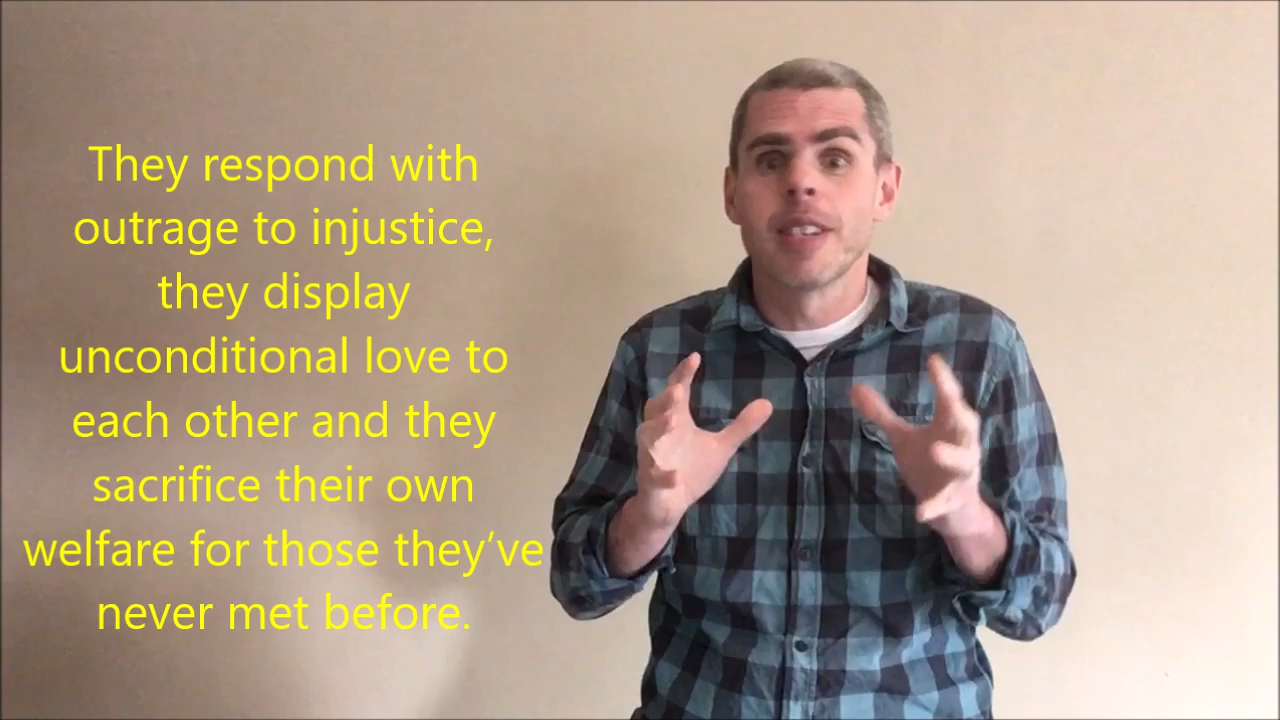 They respond with
outrage to injustice,
they display
unconditional love to
each other and they
sacrifice their own
welfare for those they’ve
never met before.